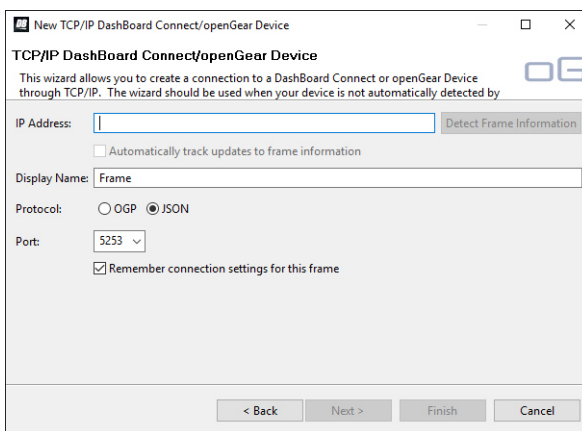 New TCP/IP DashBoard Connect/openGear Device
TCP/IP DashBoard Connect/openGear Device
This wizard allows you to create a connection to a DashBoard Connect or openGear Device
through TCP/IP. The wizard should be used when your device is not automatically detected by
IP Address: Detect Frame Information
Automatically track updates to frame information
Display Name: Frame
Protocol: OGP JSON
Port: 5253
Remember connection settings for this frame
< Back Next > Finish Cancel